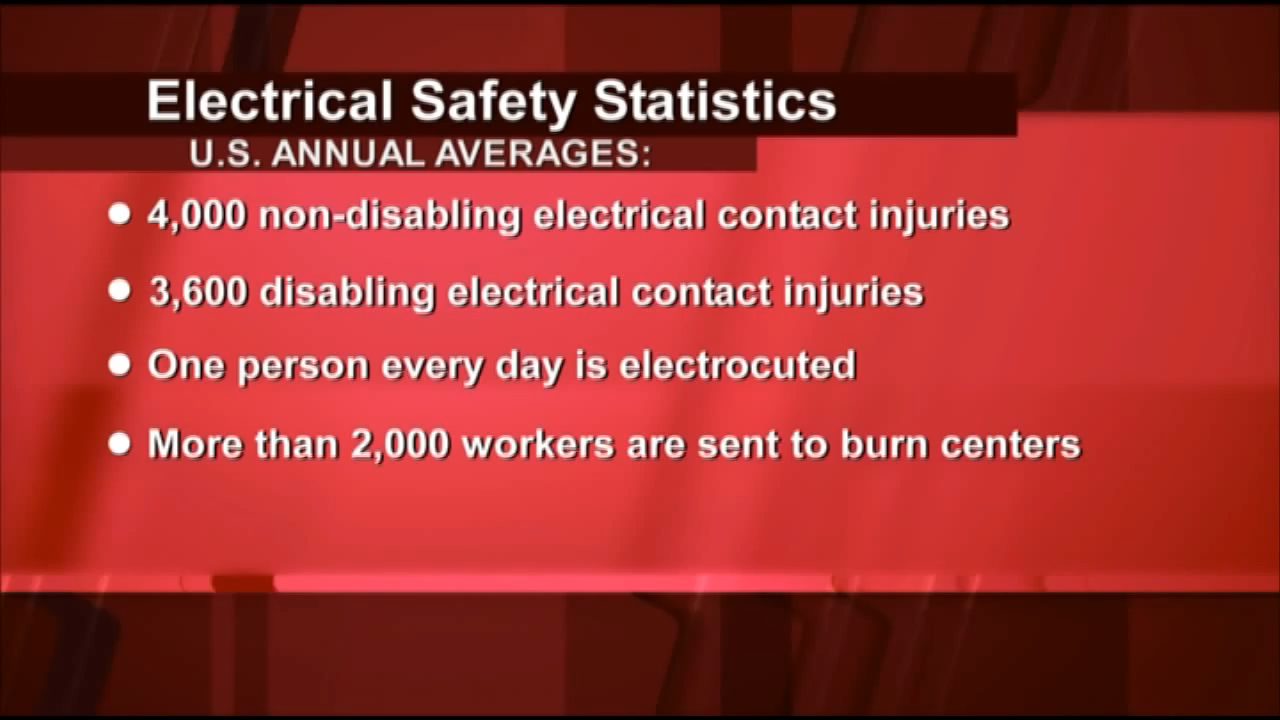 Electrical Safety Statistics
U.S. ANNUAL AVERAGES:
● 4,000 non-disabling electrical contact injuries
● 3,600 disabling electrical contact injuries
● One person every day is electrocuted
● More than 2,000 workers are sent to burn centers